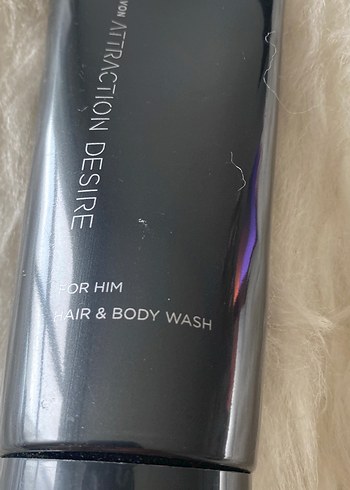 VON ATTRACTION DESIRE
FOR HIM
HAIR & BODY WASH